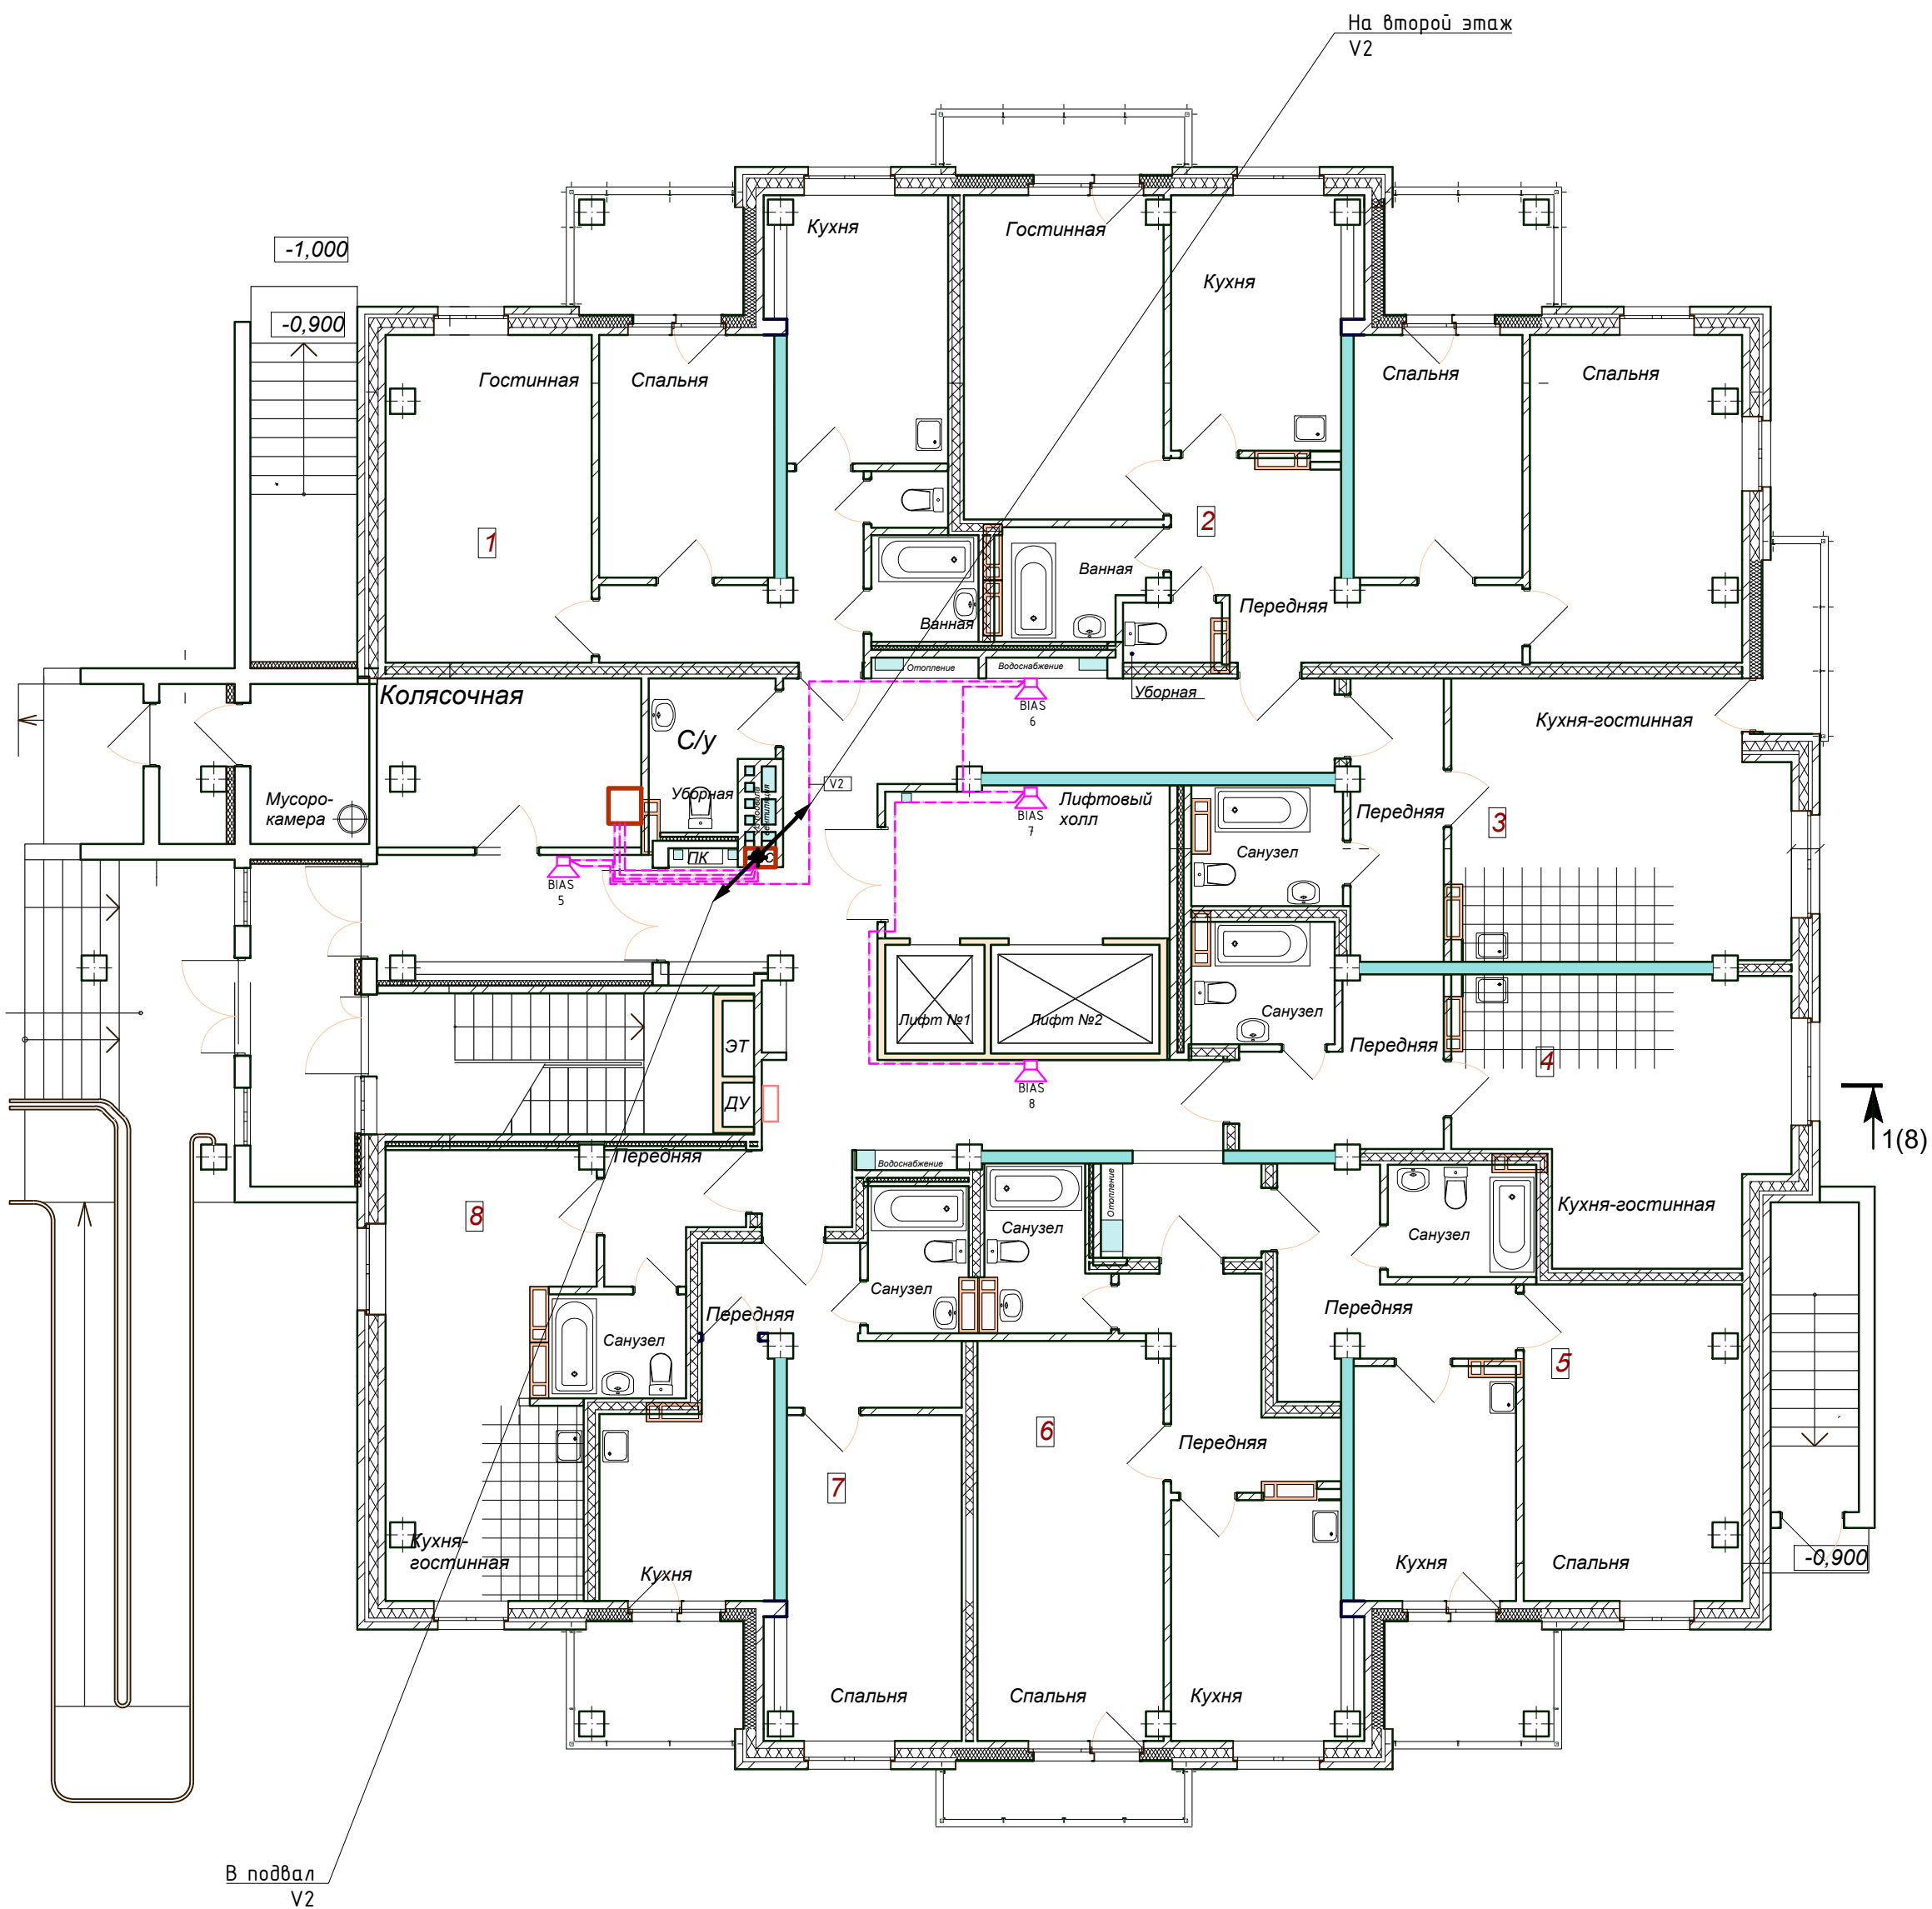 На второй этаж
V2
-1,000
-0,900
Кухня
Гостинная
Кухня
Гостинная
Спальня
Спальня
Спальня
1
2
Ванная
Передняя
Ванная
Отопление
Водоснабжение
Уборная
Колясочная
С/у
BIAS
6
Кухня-гостинная
Мусоро-
камера
Уборная
V2
BIAS
7
Лифтовый
холл
Передняя
3
Санузел
ПК
BIAS
5
Санузел
Лифт №1
Лифт №2
Передняя
4
ЭТ
ДУ
BIAS
8
1(8)
Передняя
Водоснабжение
Отопление
8
Санузел
Санузел
Кухня-гостинная
Санузел
Передняя
Передняя
Санузел
5
6
Передняя
7
Кухня-
гостинная
Кухня
Кухня
Спальня
-0,900
Спальня
Спальня
Кухня
В подвал
V2